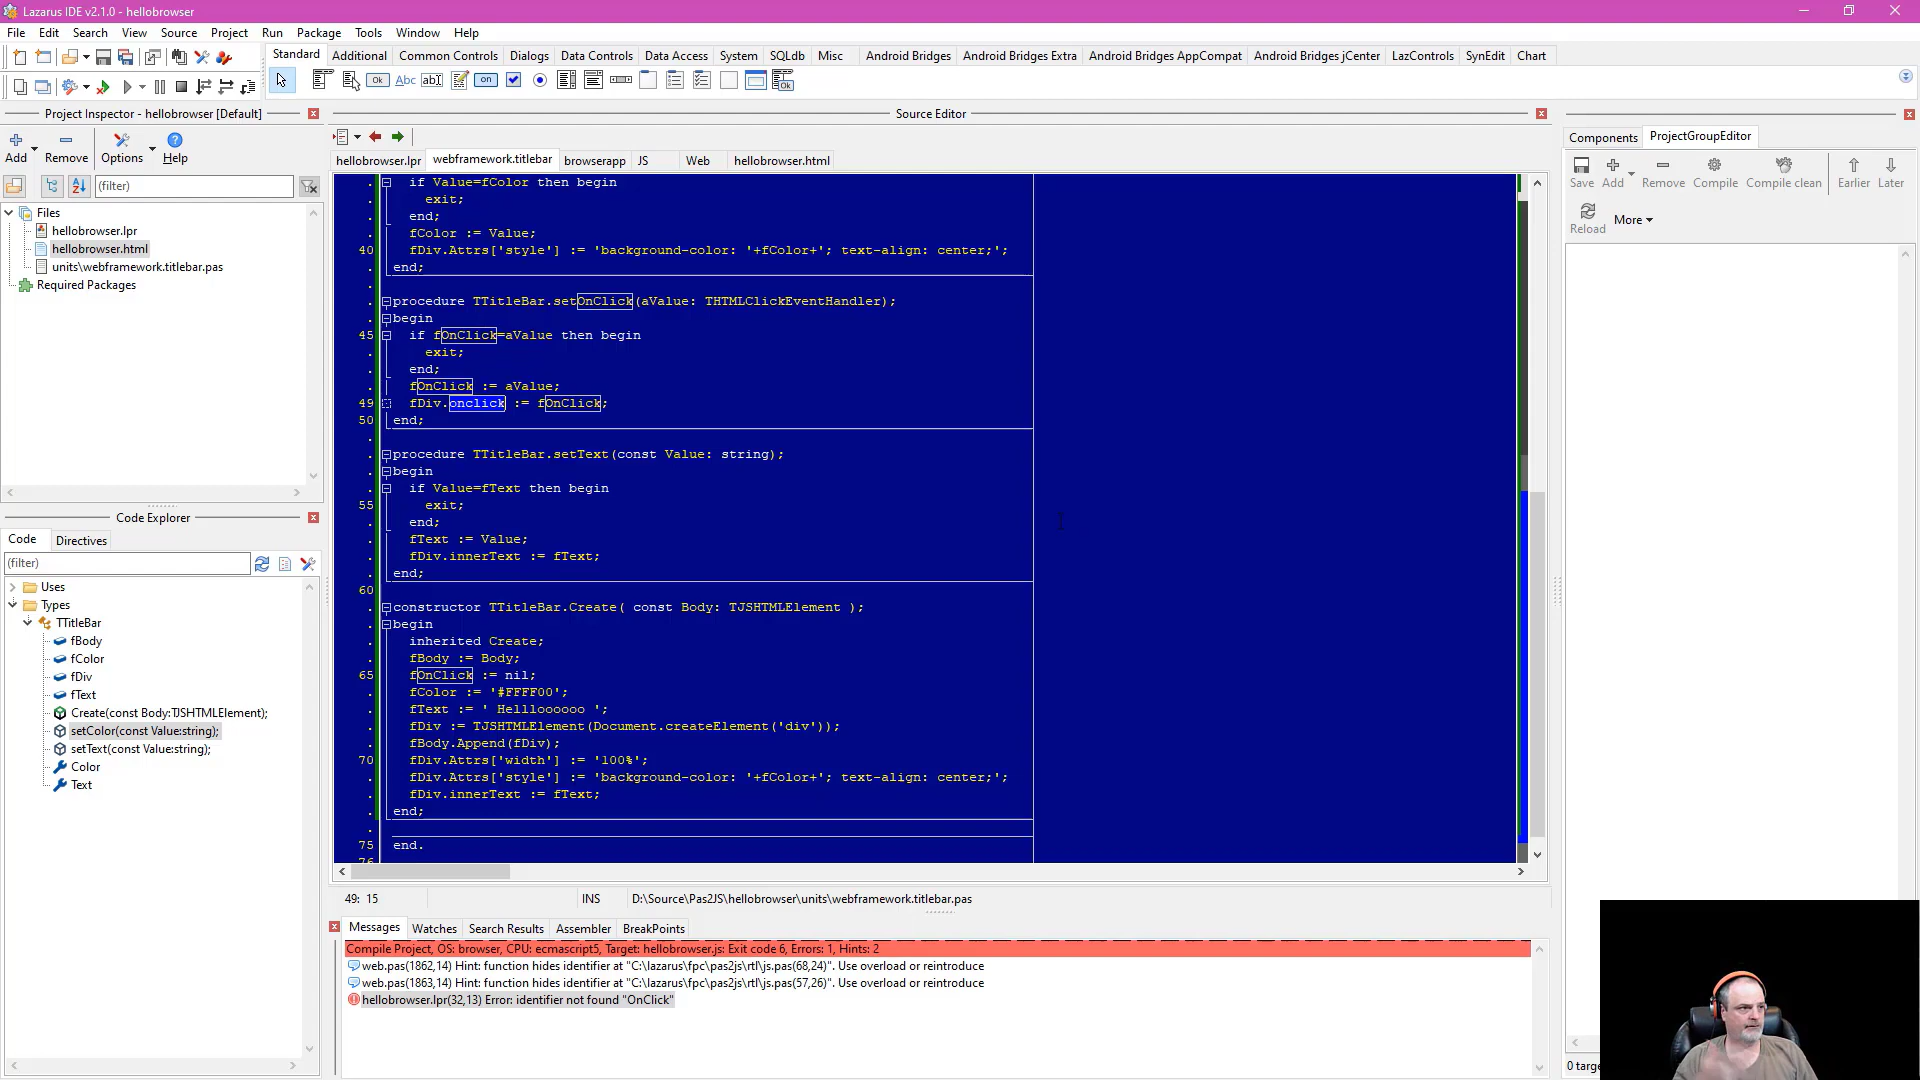 Lazarus IDE v2.1.0 - hellobrowser
File Edit Search View Source Project Run Package Tools Window Help
Standard Additional Common Controls Dialogs Data Controls Data Access System SQLdb Misc Android Bridges Android Bridges Extra Android Bridges AppCompat Android Bridges jCenter LazControls SynEdit Chart
Ok Abc abI on Ok
Project Inspector - hellobrowser [Default]
Add Remove Options Help
(filter)
Files
hellobrowser.lpr
hellobrowser.html
units\webframework.titlebar.pas
Required Packages
Code Explorer
Code Directives
(filter)
Uses
Types
TTitleBar
fBody
fColor
fDiv
fText
Create(const Body:TJSHTMLElement);
setColor(const Value:string);
setText(const Value:string);
Color
Text
Source Editor
hellobrowser.lpr webframework.titlebar browserapp JS Web hellobrowser.html
if Value=fColor then begin
exit;
end;
fColor := Value;
40 fDiv.Attrs['style'] := 'background-color: '+fColor+'; text-align: center;';
end;
procedure TTitleBar.setOnClick(aValue: THTMLClickEventHandler);
begin
45 if fOnClick=aValue then begin
exit;
end;
fOnClick := aValue;
49 fDiv.onclick := fOnClick;
50 end;
procedure TTitleBar.setText(const Value: string);
begin
if Value=fText then begin
55 exit;
end;
fText := Value;
fDiv.innerText := fText;
end;
60
constructor TTitleBar.Create( const Body: TJSHTMLElement );
begin
inherited Create;
fBody := Body;
65 fOnClick := nil;
fColor := '#FFFF00';
fText := ' Hellloooooo ';
fDiv := TJSHTMLElement(Document.createElement('div'));
fBody.Append(fDiv);
70 fDiv.Attrs['width'] := '100%';
fDiv.Attrs['style'] := 'background-color: '+fColor+'; text-align: center;';
fDiv.innerText := fText;
end;
75 end.
76
49: 15 INS D:\Source\Pas2JS\hellobrowser\units\webframework.titlebar.pas
Messages Watches Search Results Assembler BreakPoints
Compile Project, OS: browser, CPU: ecmascript5, Target: hellobrowser.js: Exit code 6, Errors: 1, Hints: 2
web.pas(1862,14) Hint: function hides identifier at "C:\lazarus\fpc\pas2js\rtl\js.pas(68,24)". Use overload or reintroduce
web.pas(1863,14) Hint: function hides identifier at "C:\lazarus\fpc\pas2js\rtl\js.pas(57,26)". Use overload or reintroduce
hellobrowser.lpr(32,13) Error: identifier not found "OnClick"
Components ProjectGroupEditor
Save Add Remove Compile Compile clean Earlier Later
Reload More
0 targe